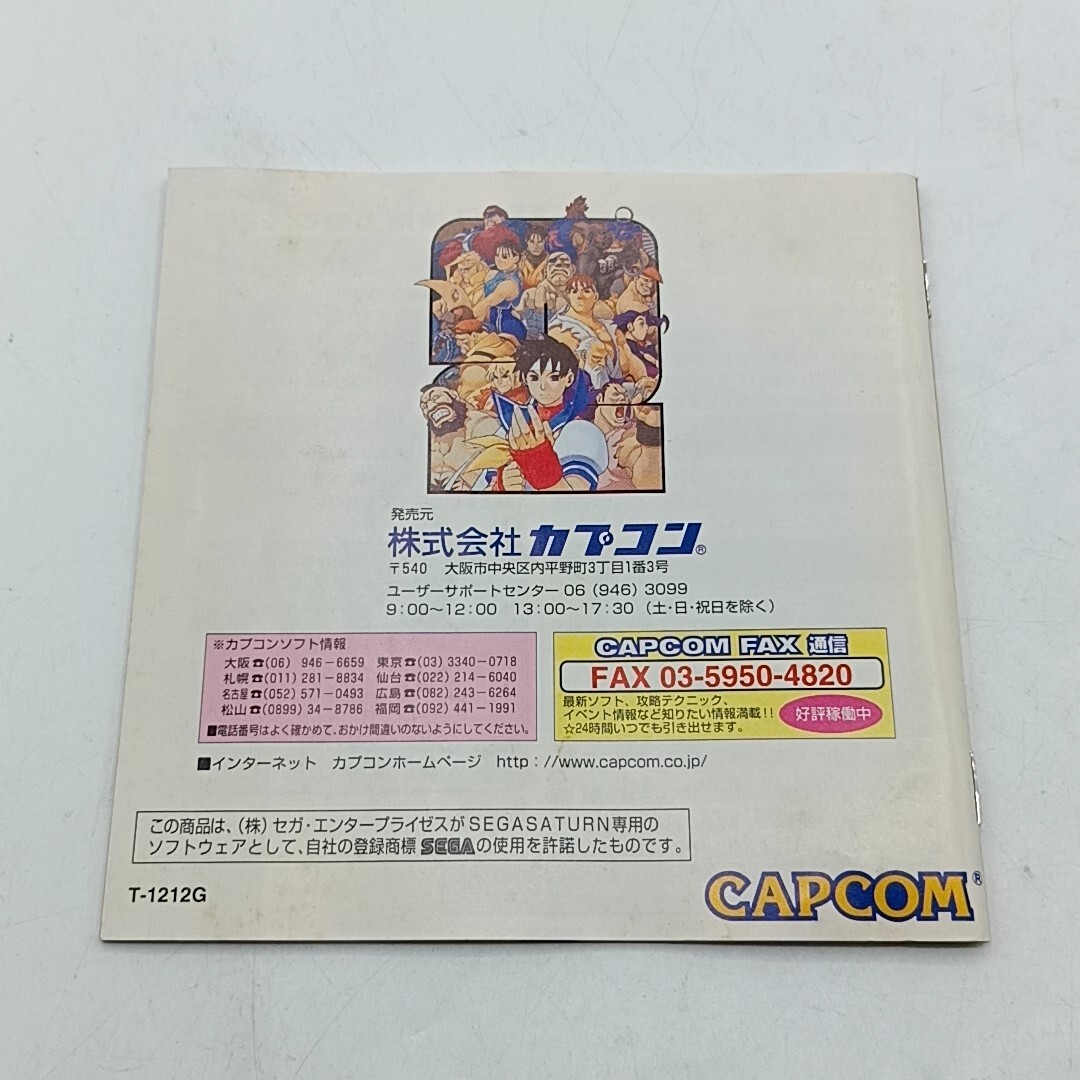 発売元
株式会社 カプコン®
〒540 大阪市中央区内平野町3丁目1番3号
ユーザーサポートセンター 06 (946) 3099
9:00〜12:00 13:00〜17:30 (土・日・祝日を除く)
※カプコンソフト情報
大阪☎(06) 946-6659 東京☎(03) 3340-0718
札幌☎(011) 281-8834 仙台☎(022) 214-6040
名古屋☎(052) 571-0493 広島☎(082) 243-6264
松山☎(0899) 34-8786 福岡☎(092) 441-1991
■電話番号はよく確かめて、おかけ間違いのないようにしてください。
CAPCOM FAX 通信
FAX 03-5950-4820
最新ソフト、攻略テクニック、
イベント情報など知りたい情報満載!!
☆24時間いつでも引き出せます。
好評稼働中
■インターネット カプコンホームページ http://www.capcom.co.jp/
この商品は、(株)セガ・エンタープライゼスがSEGASATURN専用の
ソフトウェアとして、自社の登録商標 SEGAの使用を許諾したものです。
T-1212G
CAPCOM®